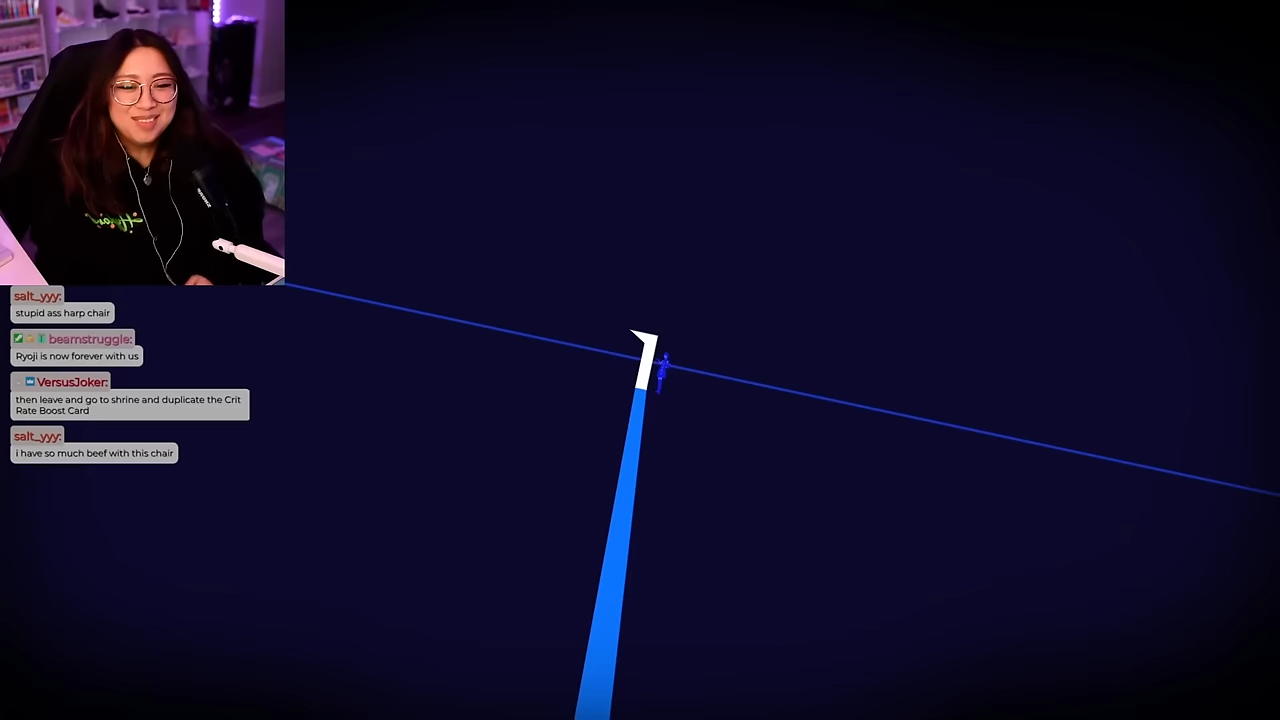 salt_yyy:
stupid ass harp chair
bearnstruggle:
Ryoji is now forever with us
VersusJoker:
then leave and go to shrine and duplicate the Crit
Rate Boost Card
salt_yyy:
i have so much beef with this chair